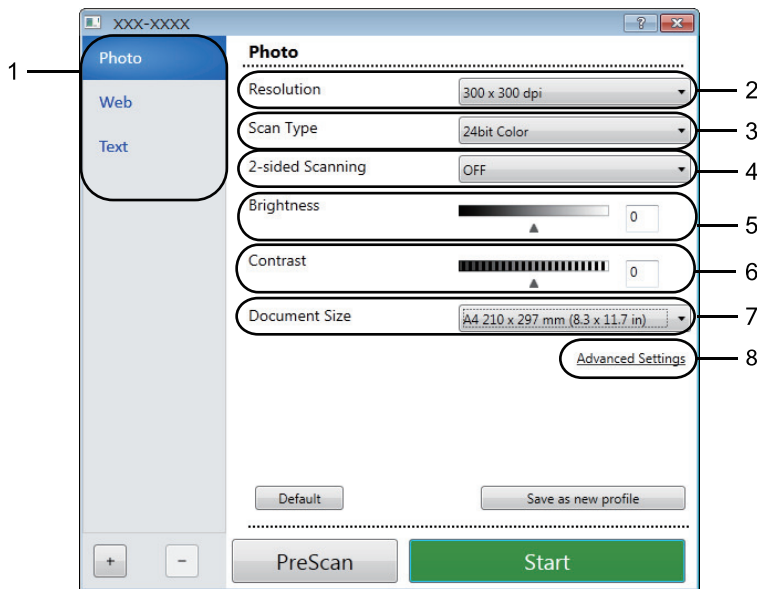 XXX-XXXX
?
1
Photo
Web
Text
Photo
Resolution 300 x 300 dpi 2
Scan Type 24bit Color 3
2-sided Scanning OFF 4
Brightness 0 5
Contrast 0 6
Document Size A4 210 x 297 mm (8.3 x 11.7 in) 7
Advanced Settings 8
Default Save as new profile
+ - PreScan Start